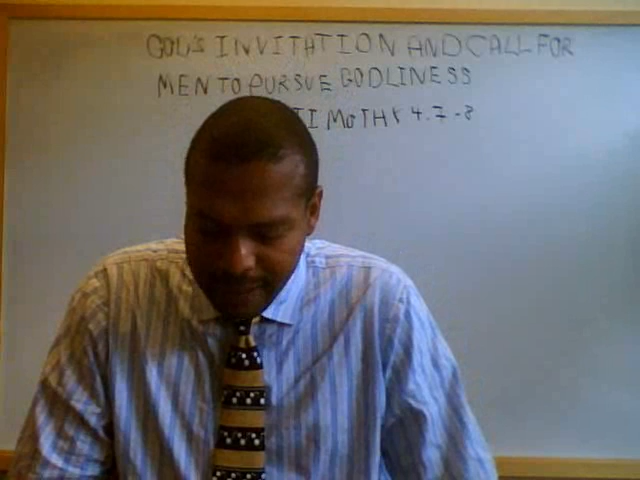 GOD'S INVITATION AND CALL FOR
MEN TO PURSUE GODLINESS
TIMOTHY 4.7-8